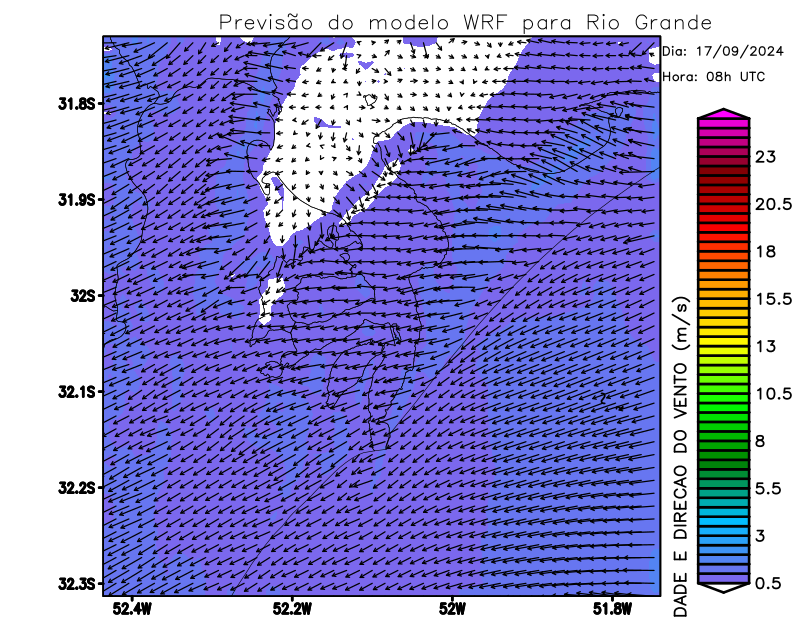 Previsão do modelo WRF para Rio Grande
Dia: 17/09/2024
Hora: 08h UTC
31.8S
31.9S
32S
32.1S
32.2S
32.3S
52.4W
52.2W
52W
51.8W
23
20.5
18
15.5
13
10.5
8
5.5
3
0.5
DADE E DIRECAO DO VENTO (m/s)